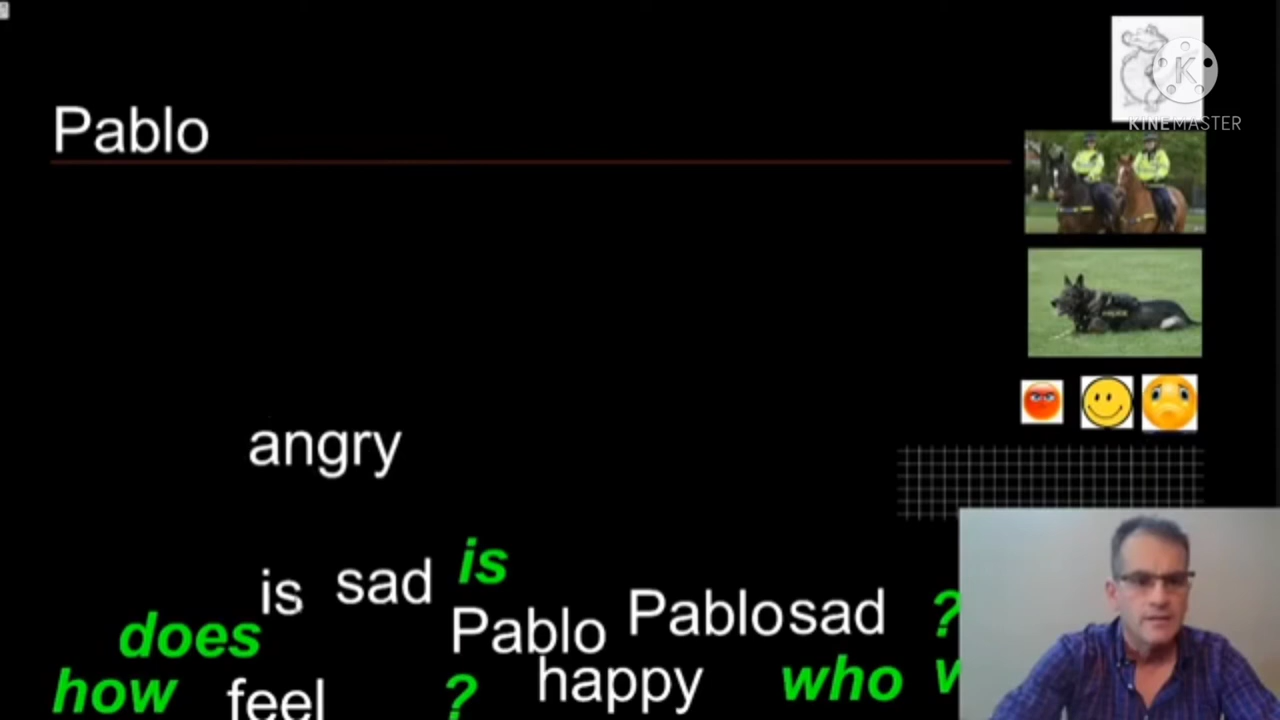 KINEMASTER
Pablo
angry
is
is sad
Pablo sad ?
does
Pablo
how feel ? happy who